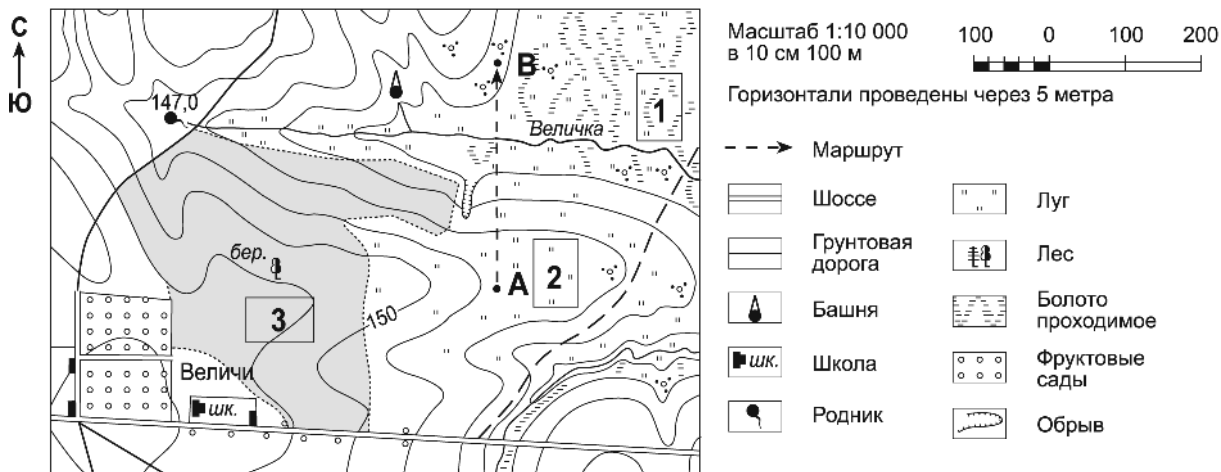 С
Ю
147,0
В
1
Величка
бер.
А
2
3
150
Величи
шк.
Масштаб 1:10 000
в 10 см 100 м
100 0 100 200
Горизонтали проведены через 5 метра
Маршрут
Шоссе
Луг
Грунтовая
дорога
Лес
Башня
Болото
проходимое
шк.
Школа
Фруктовые
сады
Родник
Обрыв